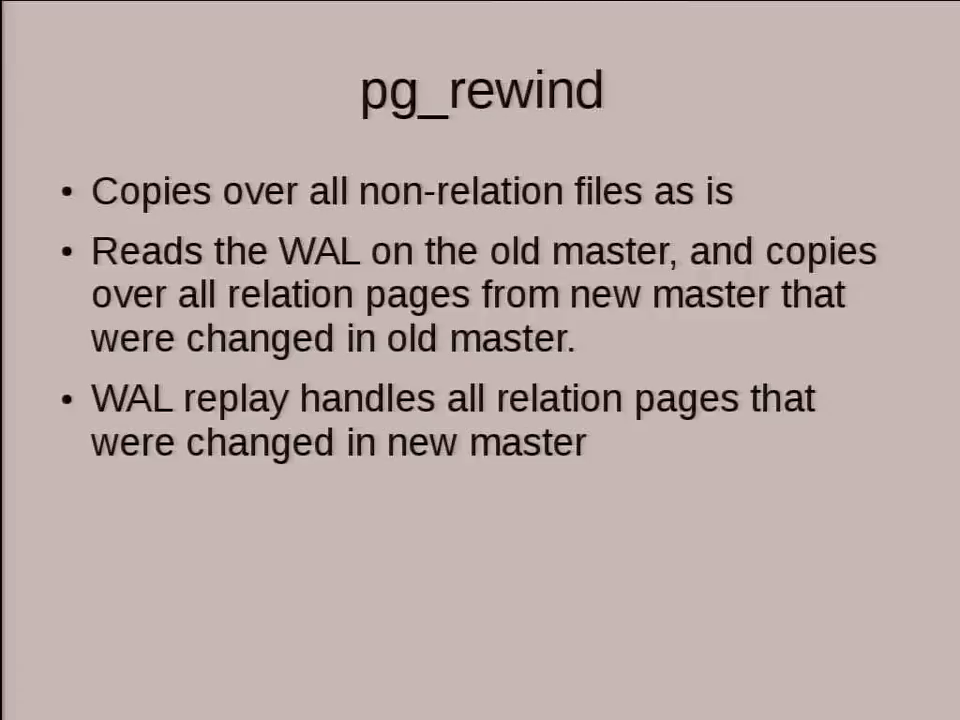 pg_rewind
• Copies over all non-relation files as is
• Reads the WAL on the old master, and copies
over all relation pages from new master that
were changed in old master.
• WAL replay handles all relation pages that
were changed in new master